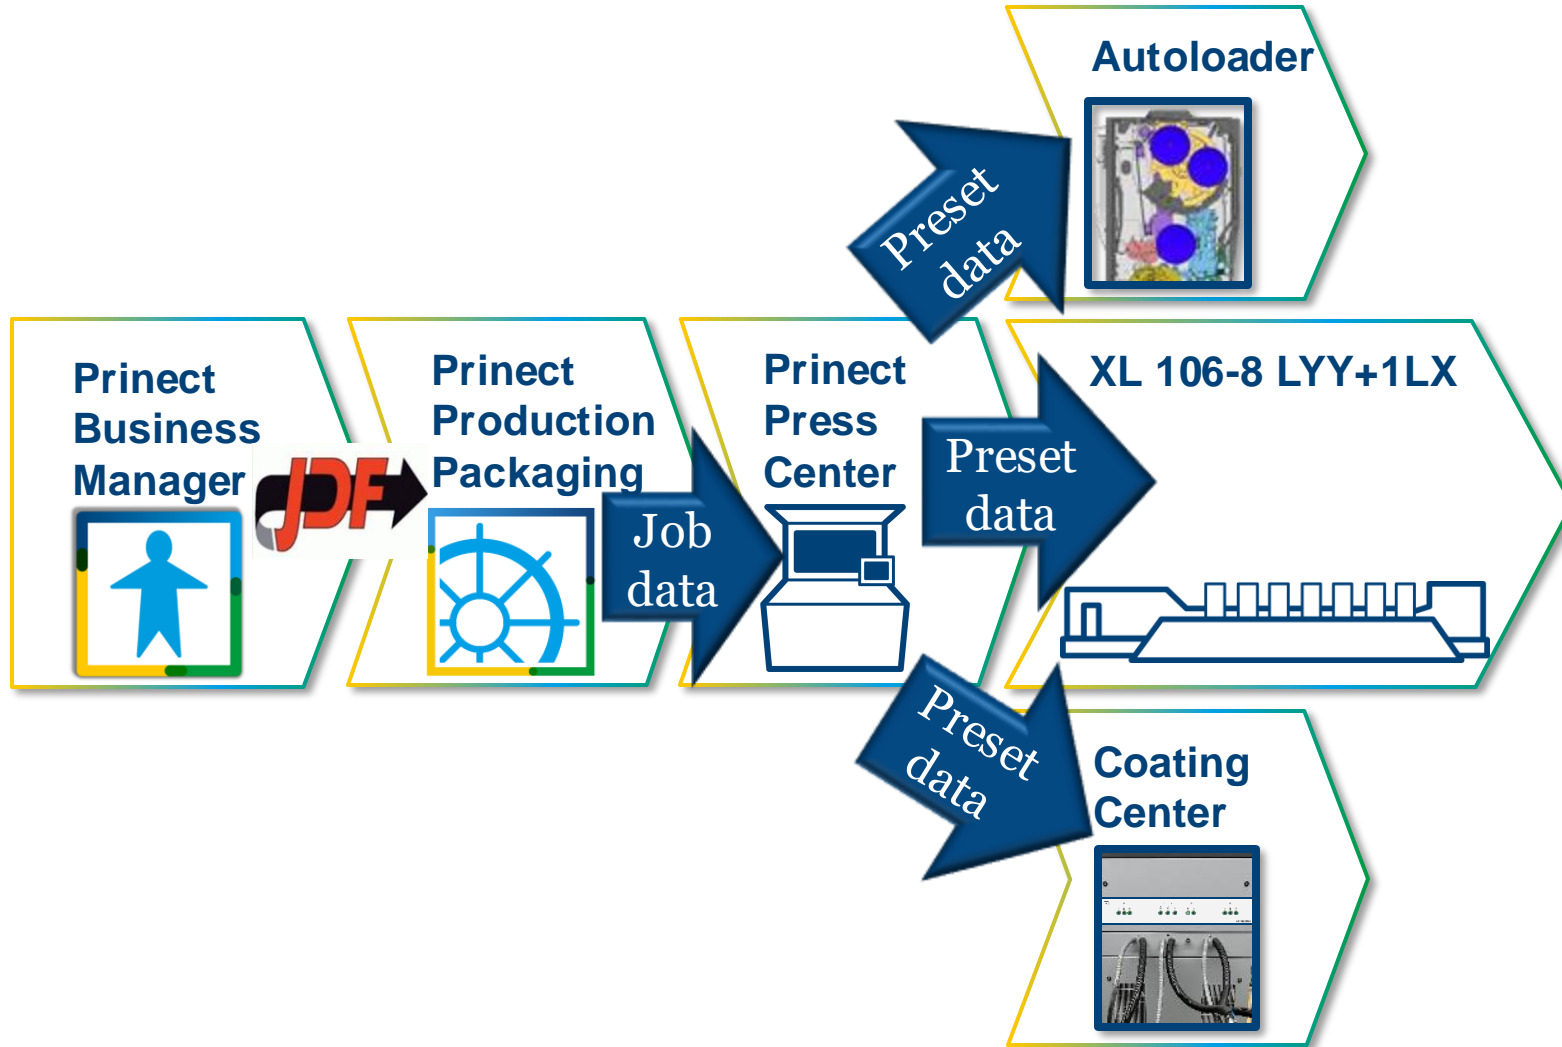 Autoloader
Preset
data
Prinect
Business
Manager
JDF
Prinect
Production
Packaging
Job
data
Prinect
Press
Center
Preset
data
XL 106-8 LYY+1LX
Preset
data
Coating
Center